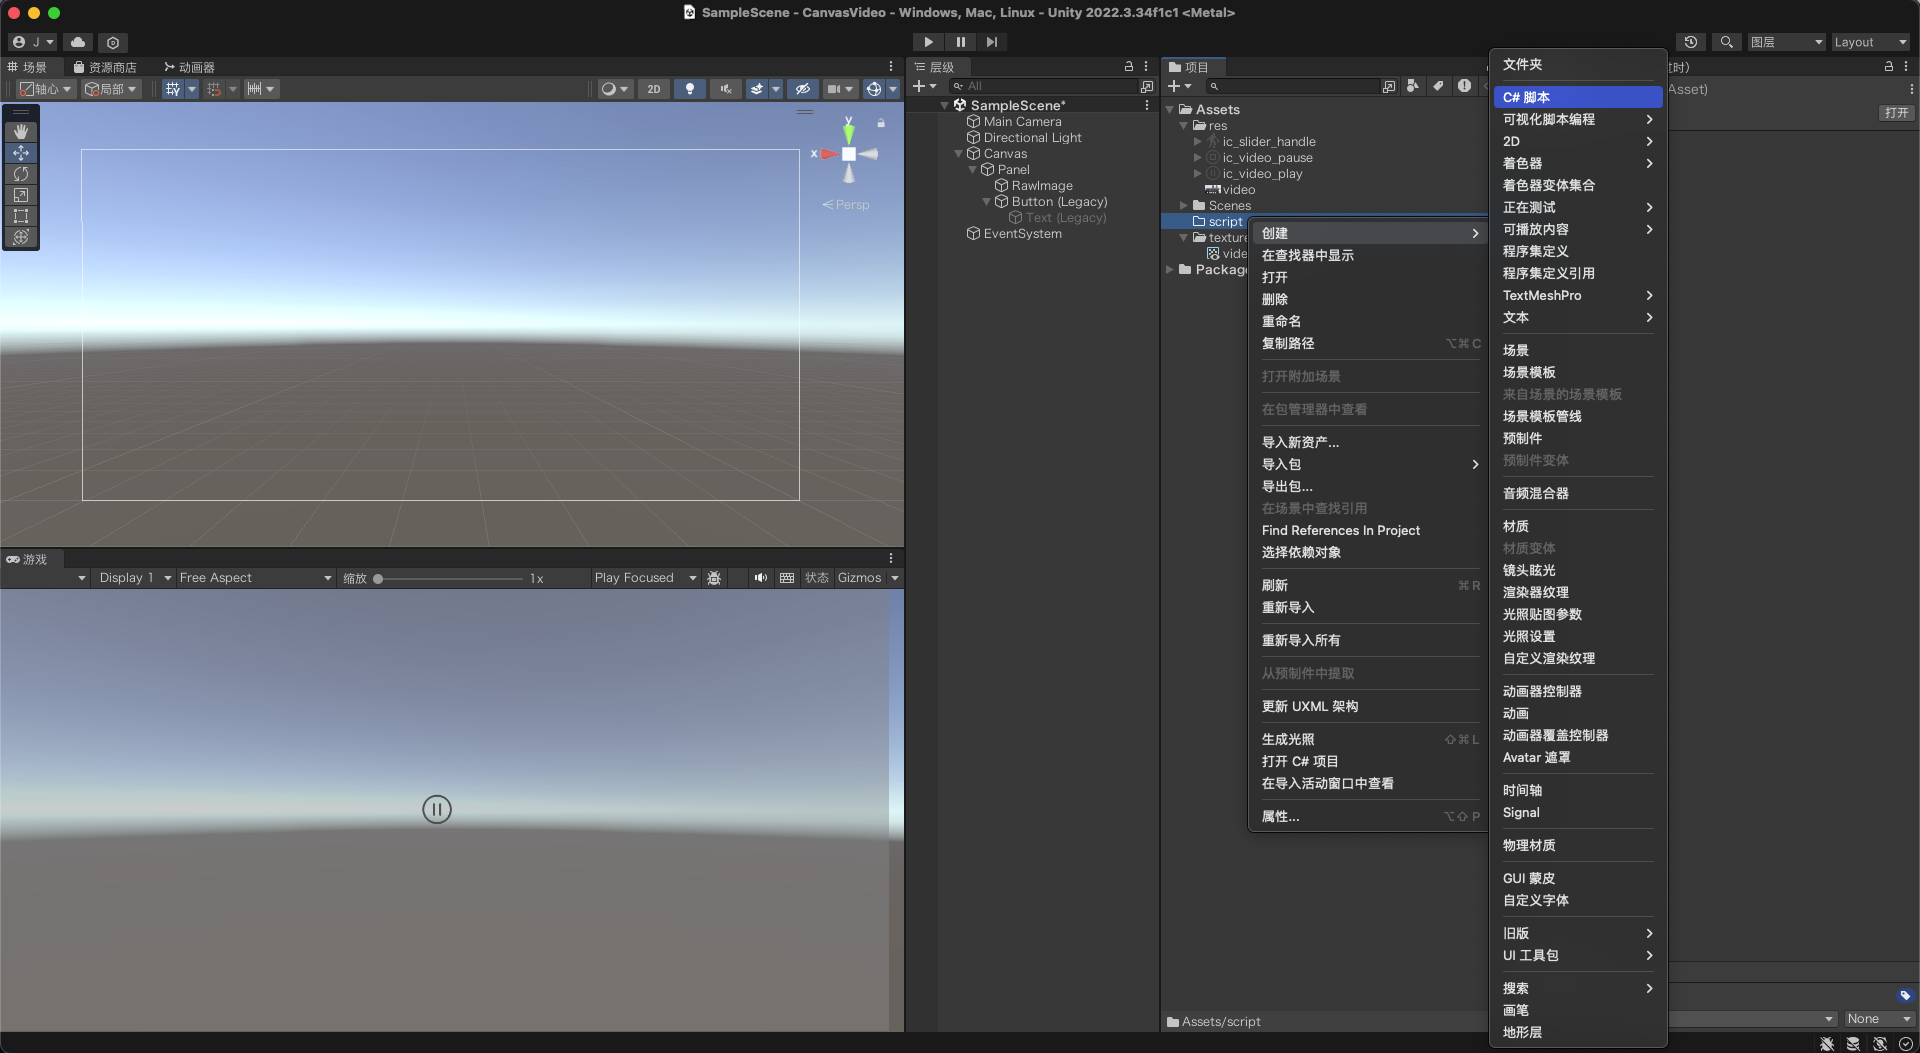 SampleScene - CanvasVideo - Windows, Mac, Linux - Unity 2022.3.34f1c1 <Metal>
J
图层
Layout
场景
资源商店
动画器
轴心
局部
2D
y
x
Persp
游戏
Display 1
Free Aspect
缩放
1x
Play Focused
状态
Gizmos
层级
All
SampleScene*
Main Camera
Directional Light
Canvas
Panel
RawImage
Button (Legacy)
Text (Legacy)
EventSystem
项目
Assets
res
ic_slider_handle
ic_video_pause
ic_video_play
video
Scenes
script
texture
vide
Package
Assets/script
创建
在查找器中显示
打开
删除
重命名
复制路径 ⌥⌘C
打开附加场景
在包管理器中查看
导入新资产...
导入包
导出包...
在场景中查找引用
Find References In Project
选择依赖对象
刷新 ⌘R
重新导入
重新导入所有
从预制件中提取
更新 UXML 架构
生成光照 ⇧⌘L
打开 C# 项目
在导入活动窗口中查看
属性... ⌥⇧P
文件夹
C# 脚本
可视化脚本编程
2D
着色器
着色器变体集合
正在测试
可播放内容
程序集定义
程序集定义引用
TextMeshPro
文本
场景
场景模板
来自场景的场景模板
场景模板管线
预制件
预制件变体
音频混合器
材质
材质变体
镜头眩光
渲染器纹理
光照贴图参数
光照设置
自定义渲染纹理
动画器控制器
动画
动画器覆盖控制器
Avatar 遮罩
时间轴
Signal
物理材质
GUI 蒙皮
自定义字体
旧版
UI 工具包
搜索
画笔
地形层
时)
Asset)
打开
None